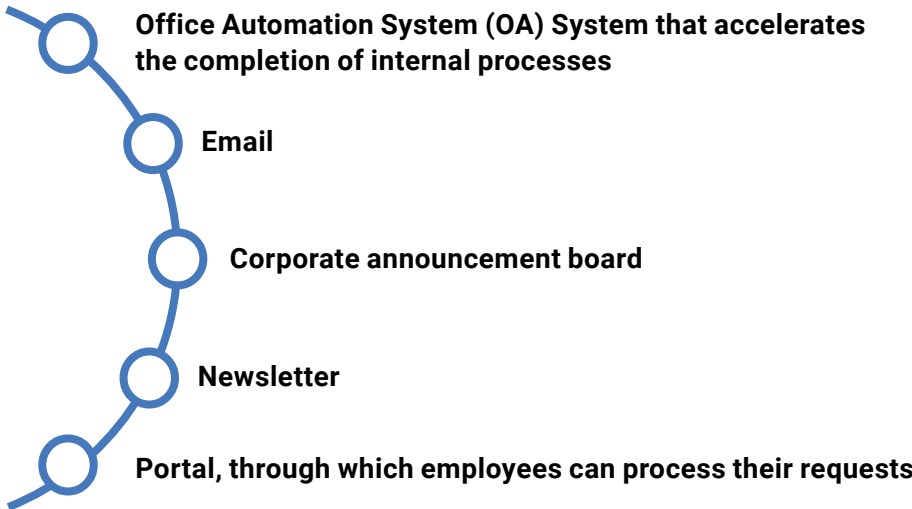 Office Automation System (OA) System that accelerates
the completion of internal processes
Email
Corporate announcement board
Newsletter
Portal, through which employees can process their requests